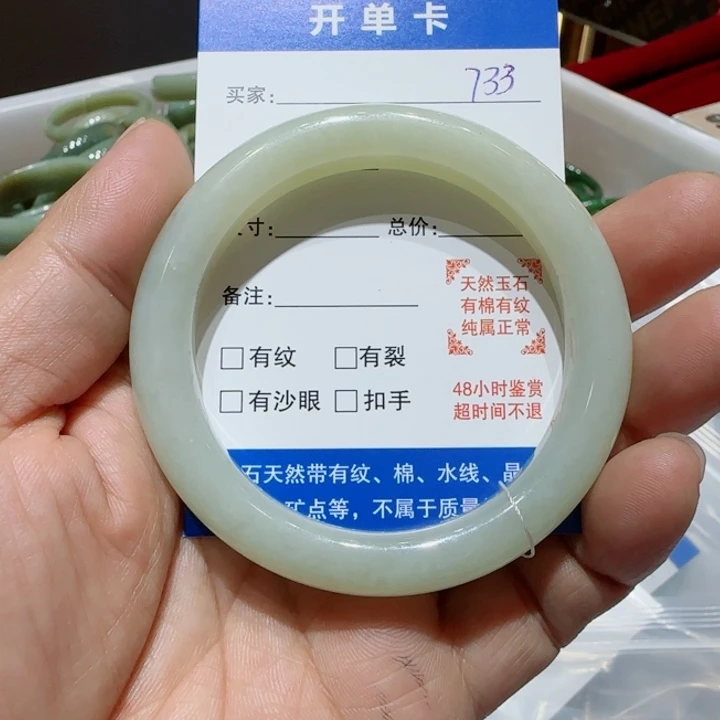 开单卡
买家: 733
寸: 总价:
备注:
天然玉石
有棉有纹
纯属正常
有纹 有裂
有沙眼 扣手
48小时鉴赏
超时间不退
石天然带有纹、棉、水线、晶
矿点等，不属于质量